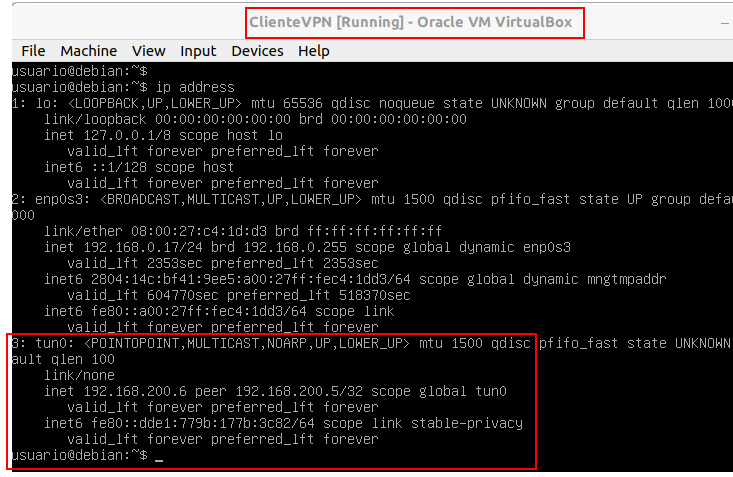 ClienteVPN [Running] - Oracle VM VirtualBox
File Machine View Input Devices Help
usuario@debian:~$
usuario@debian:~$ ip address
1: lo: <LOOPBACK,UP,LOWER_UP> mtu 65536 qdisc noqueue state UNKNOWN group default qlen 1000
link/loopback 00:00:00:00:00:00 brd 00:00:00:00:00:00
inet 127.0.0.1/8 scope host lo
valid_lft forever preferred_lft forever
inet6 ::1/128 scope host
valid_lft forever preferred_lft forever
2: enp0s3: <BROADCAST,MULTICAST,UP,LOWER_UP> mtu 1500 qdisc pfifo_fast state UP group defau
000
link/ether 08:00:27:c4:1d:d3 brd ff:ff:ff:ff:ff:ff
inet 192.168.0.17/24 brd 192.168.0.255 scope global dynamic enp0s3
valid_lft 2353sec preferred_lft 2353sec
inet6 2804:14c:bf41:9ee5:a00:27ff:fec4:1dd3/64 scope global dynamic mngtmpaddr
valid_lft 604770sec preferred_lft 518370sec
inet6 fe80::a00:27ff:fec4:1dd3/64 scope link
valid_lft forever preferred_lft forever
3: tun0: <POINTOPOINT,MULTICAST,NOARP,UP,LOWER_UP> mtu 1500 qdisc pfifo_fast state UNKNOWN
ault qlen 100
link/none
inet 192.168.200.6 peer 192.168.200.5/32 scope global tun0
valid_lft forever preferred_lft forever
inet6 fe80::dde1:779b:177b:3c82/64 scope link stable-privacy
valid_lft forever preferred_lft forever
usuario@debian:~$ _